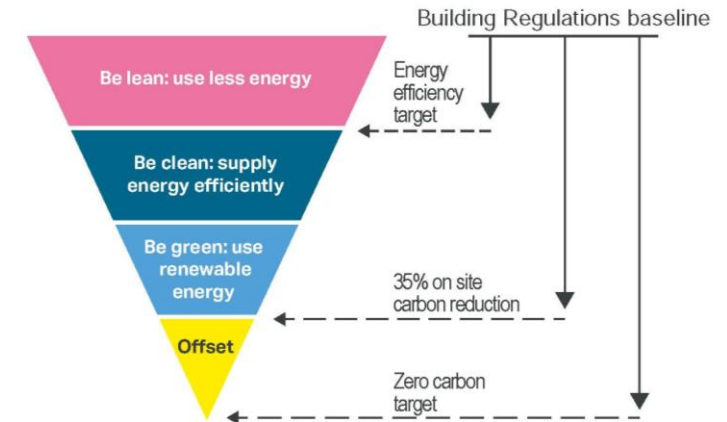 Building Regulations baseline
Be lean: use less energy
Energy
efficiency
target
Be clean: supply
energy efficiently
Be green: use
renewable
energy
35% on site
carbon reduction
Offset
Zero carbon
target